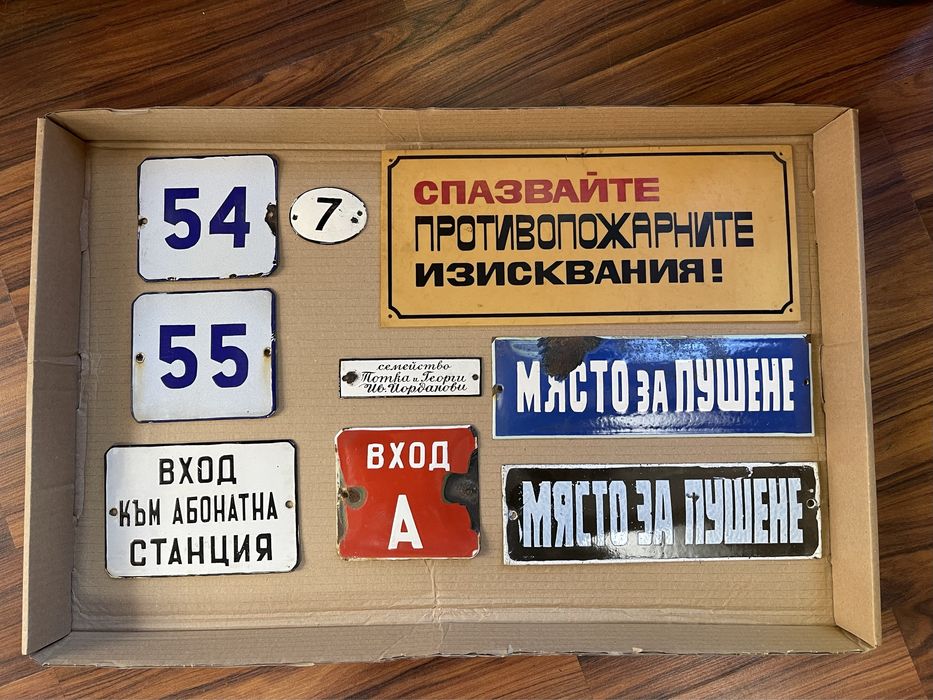 54
7
СПАЗВАЙТЕ
ПРОТИВОПОЖАРНИТЕ
ИЗИСКВАНИЯ!
55
семейство
Тотка и Георги
Ив. Йорданови
МЯСТО ЗА ПУШЕНЕ
ВХОД
КЪМ АБОНАТНА
СТАНЦИЯ
ВХОД
А
МЯСТО ЗА ПУШЕНЕ